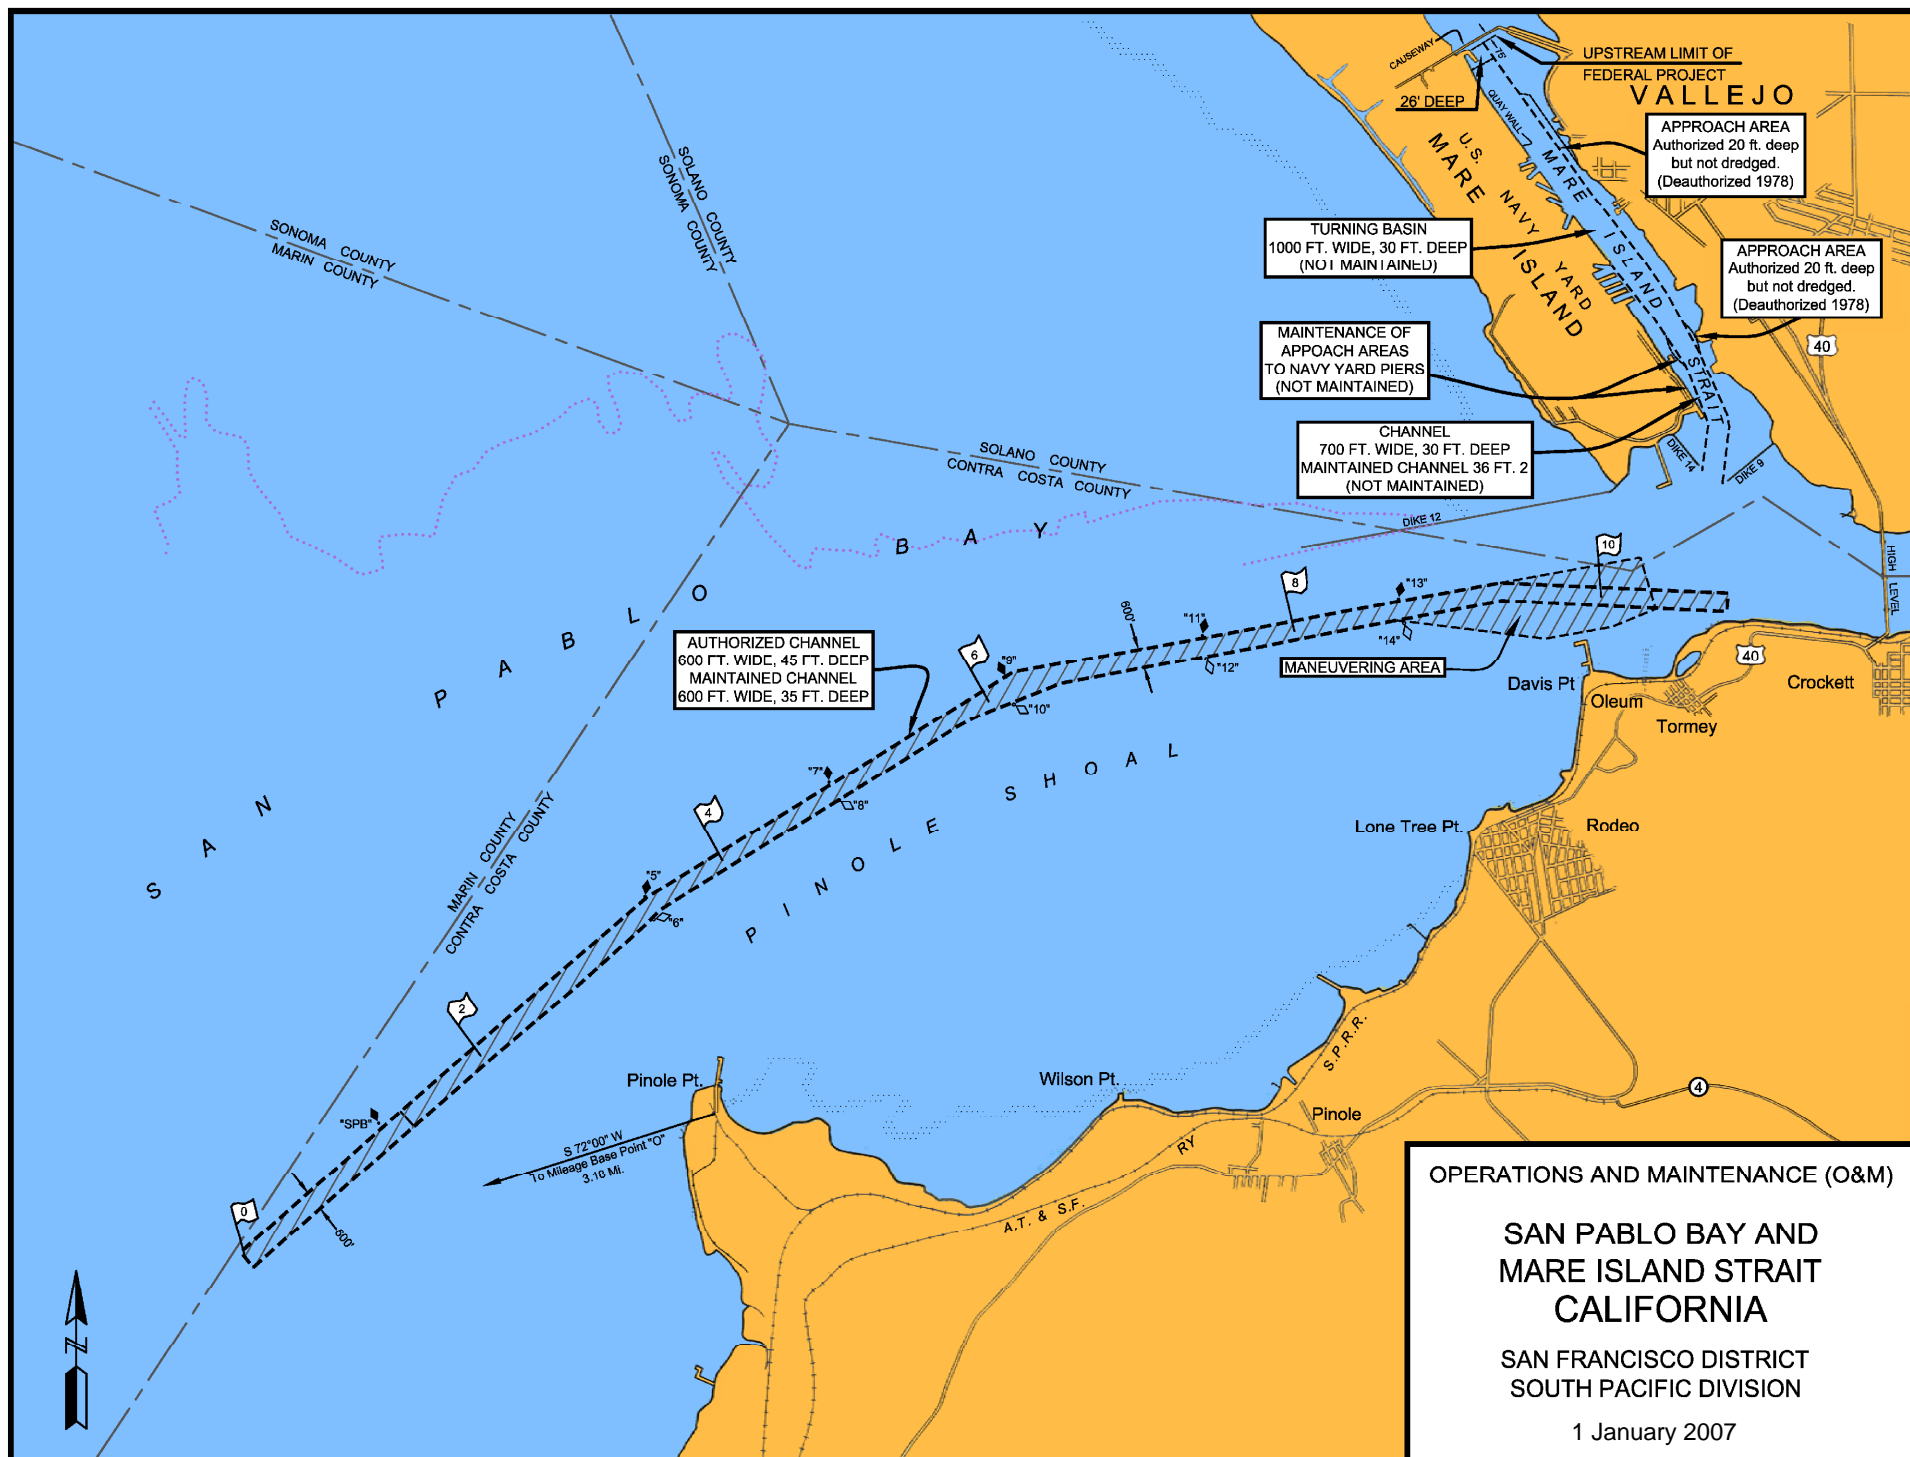 CAUSEWAY
75'
UPSTREAM LIMIT OF
FEDERAL PROJECT
26' DEEP
QUAY WALL
VALLEJO
APPROACH AREA
Authorized 20 ft. deep
but not dredged.
(Deauthorized 1978)
U.S.
NAVY
YARD
MARE
ISLAND
MARE
ISLAND
STRAIT
TURNING BASIN
1000 FT. WIDE, 30 FT. DEEP
(NOT MAINTAINED)
APPROACH AREA
Authorized 20 ft. deep
but not dredged.
(Deauthorized 1978)
40
MAINTENANCE OF
APPOACH AREAS
TO NAVY YARD PIERS
(NOT MAINTAINED)
CHANNEL
700 FT. WIDE, 30 FT. DEEP
MAINTAINED CHANNEL 36 FT. 2
(NOT MAINTAINED)
DIKE 14
DIKE 9
DIKE 12
SOLANO COUNTY
SONOMA COUNTY
SONOMA COUNTY
MARIN COUNTY
SOLANO COUNTY
CONTRA COSTA COUNTY
SAN PABLO BAY
10
8
"13"
"14"
600'
"11"
"12"
HIGH
LEVEL
AUTHORIZED CHANNEL
600 FT. WIDE, 45 FT. DEEP
MAINTAINED CHANNEL
600 FT. WIDE, 35 FT. DEEP
6
"9"
"10"
MANEUVERING AREA
Davis Pt
Oleum
Tormey
40
Crockett
"7"
"8"
4
PINOLE SHOAL
Lone Tree Pt.
Rodeo
"5"
"6"
MARIN COUNTY
CONTRA COSTA COUNTY
2
"SPB"
0
600'
Pinole Pt.
Wilson Pt.
S.P.R.R.
Pinole
4
S 72°00" W
To Mileage Base Point "O"
3.10 Mi.
A.T. & S.F.
RY
N
OPERATIONS AND MAINTENANCE (O&M)
SAN PABLO BAY AND
MARE ISLAND STRAIT
CALIFORNIA
SAN FRANCISCO DISTRICT
SOUTH PACIFIC DIVISION
1 January 2007